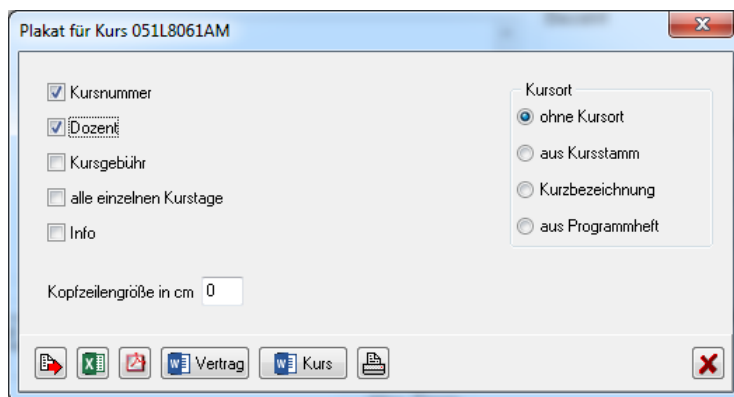 Plakat für Kurs 051L8061AM
Kursnummer
Dozent
Kursgebühr
alle einzelnen Kurstage
Info
Kopfzeilengröße in cm 0
Kursort
ohne Kursort
aus Kursstamm
Kurzbezeichnung
aus Programmheft
Vertrag
Kurs